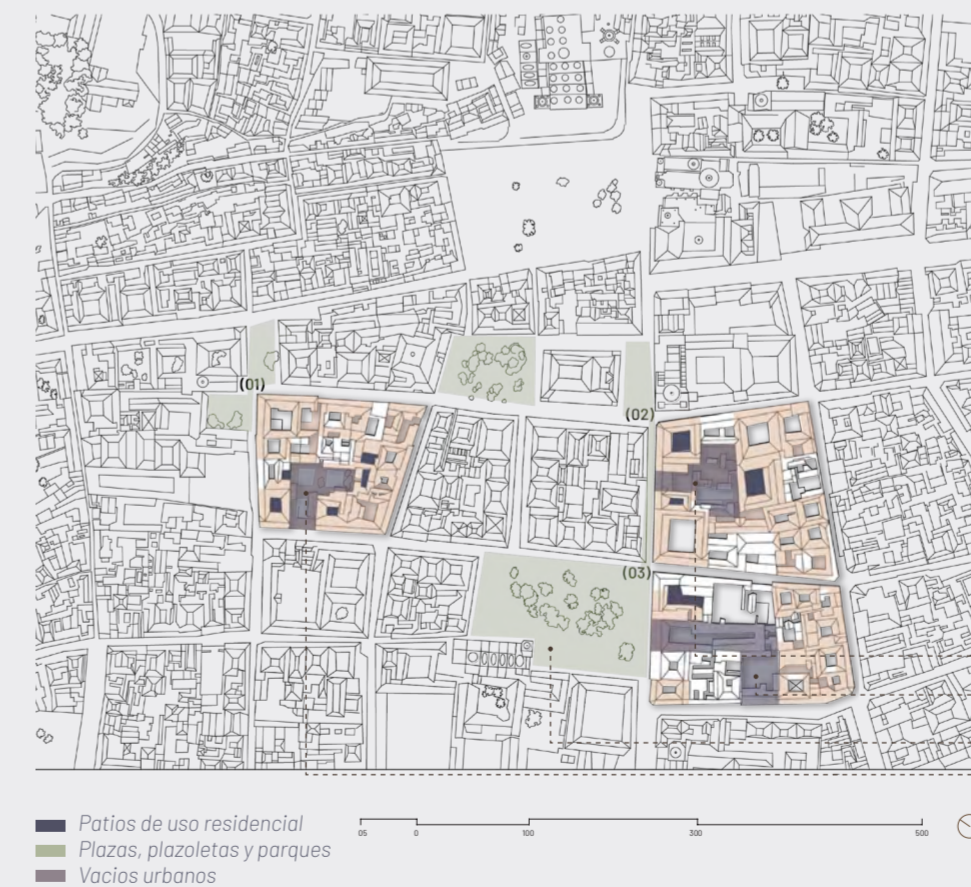 (01)
(02)
(03)
Patios de uso residencial
Plazas, plazoletas y parques
Vacios urbanos
05 0 100 300 500